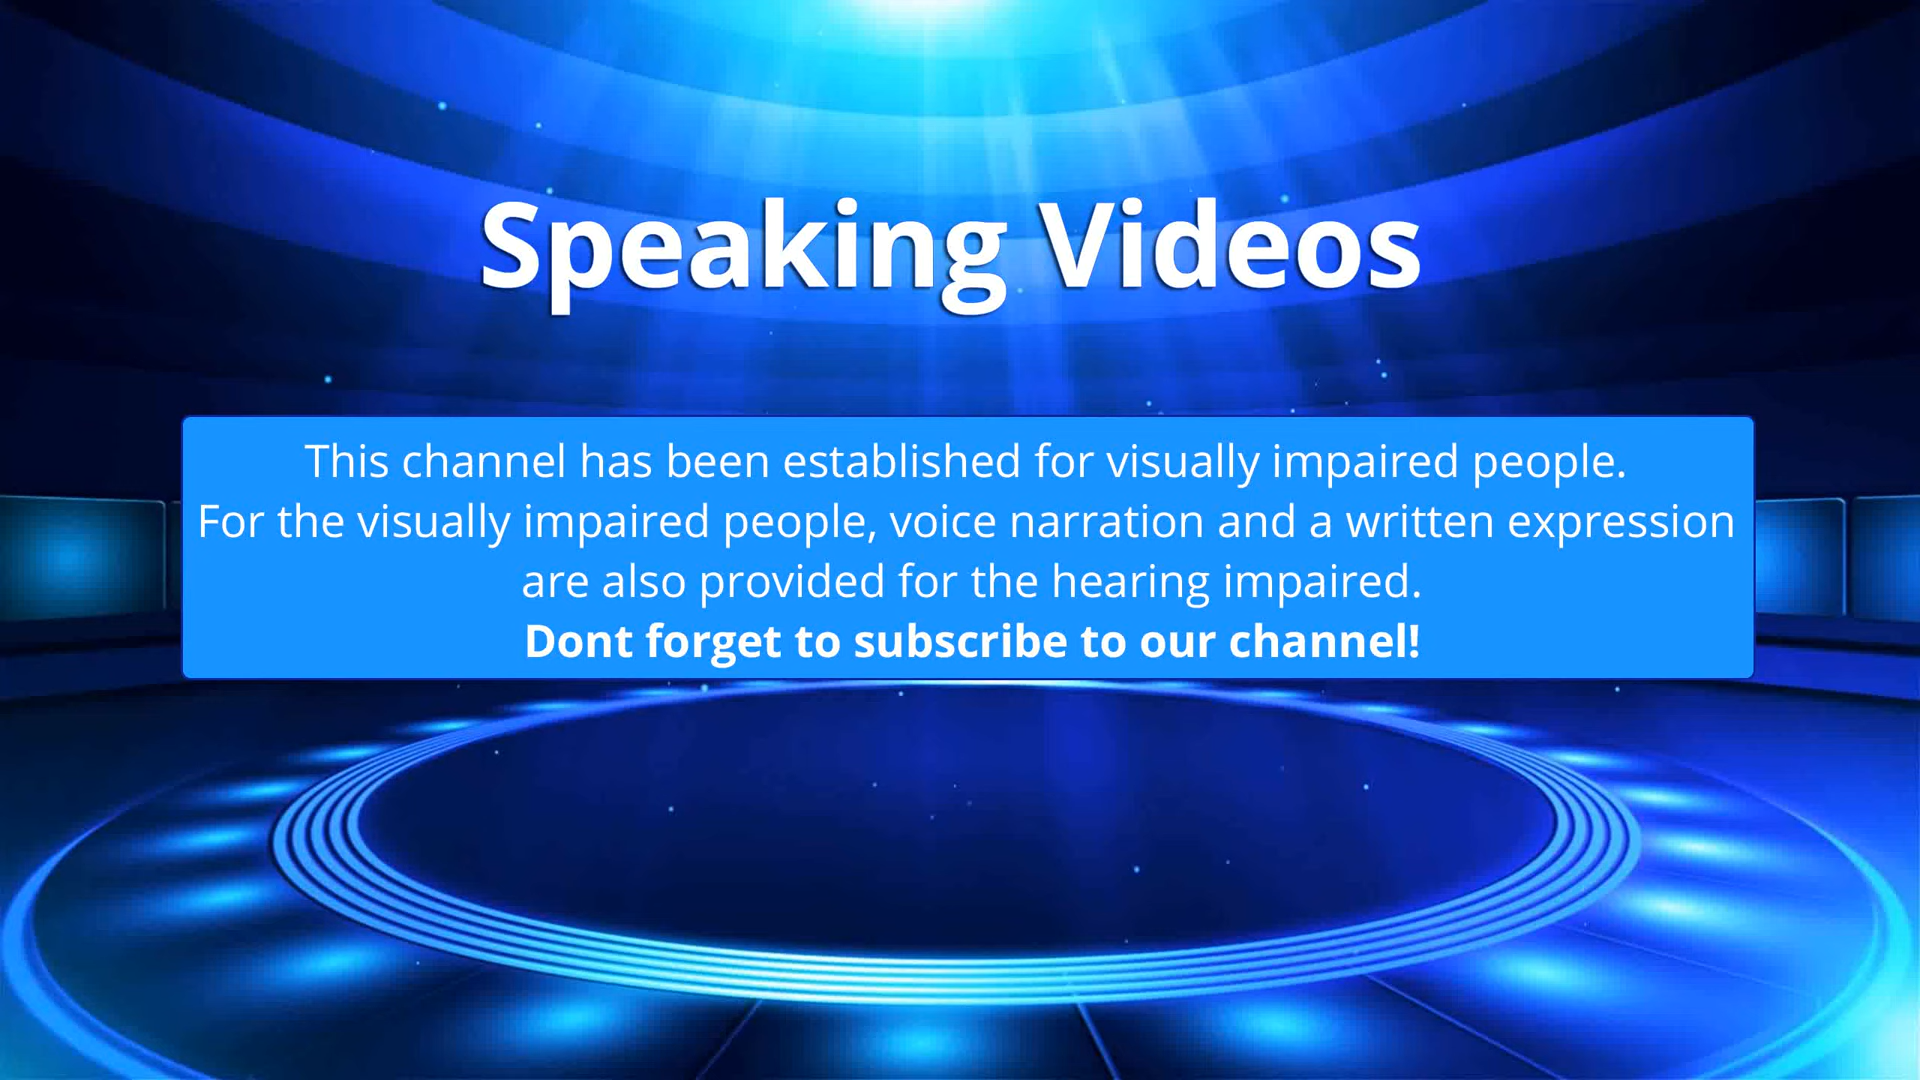 Speaking Videos
This channel has been established for visually impaired people.
For the visually impaired people, voice narration and a written expression
are also provided for the hearing impaired.
Dont forget to subscribe to our channel!